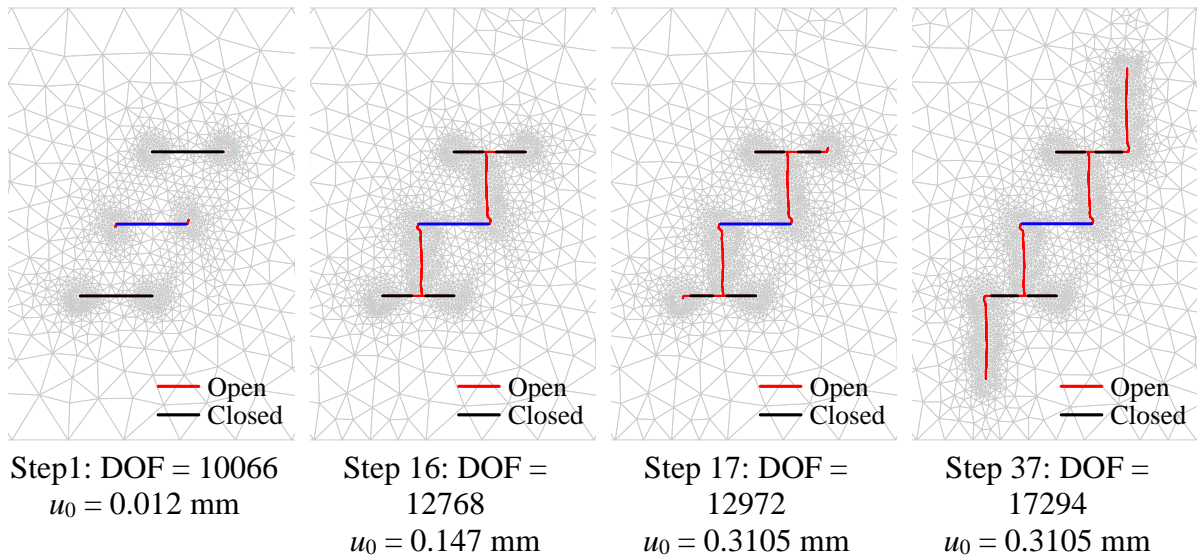 Open
Closed
Open
Closed
Open
Closed
Open
Closed
Step1: DOF = 10066
u0 = 0.012 mm
Step 16: DOF =
12768
u0 = 0.147 mm
Step 17: DOF =
12972
u0 = 0.3105 mm
Step 37: DOF =
17294
u0 = 0.3105 mm